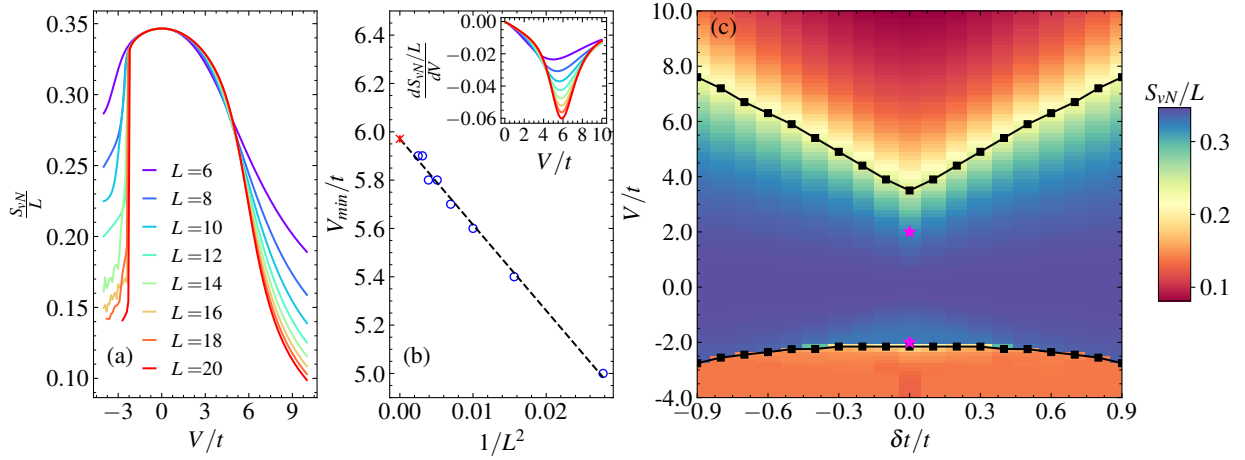 0.35
0.30
0.25
0.20
0.15
0.10
S_vN/L
L=6
L=8
L=10
L=12
L=14
L=16
L=18
L=20
(a)
−3 0 3 6 9
V/t
6.4
6.2
6.0
5.8
5.6
5.4
5.2
5.0
V_min/t
(b)
0.00 0.01 0.02
1/L²
0.00
−0.02
−0.04
−0.06
dS_vN/L
dV
0 2 4 6 8 10
V/t
(c)
10.0
8.0
6.0
4.0
2.0
0.0
-2.0
-4.0
V/t
−0.9 −0.6 −0.3 0.0 0.3 0.6 0.9
δt/t
S_vN/L
0.3
0.2
0.1